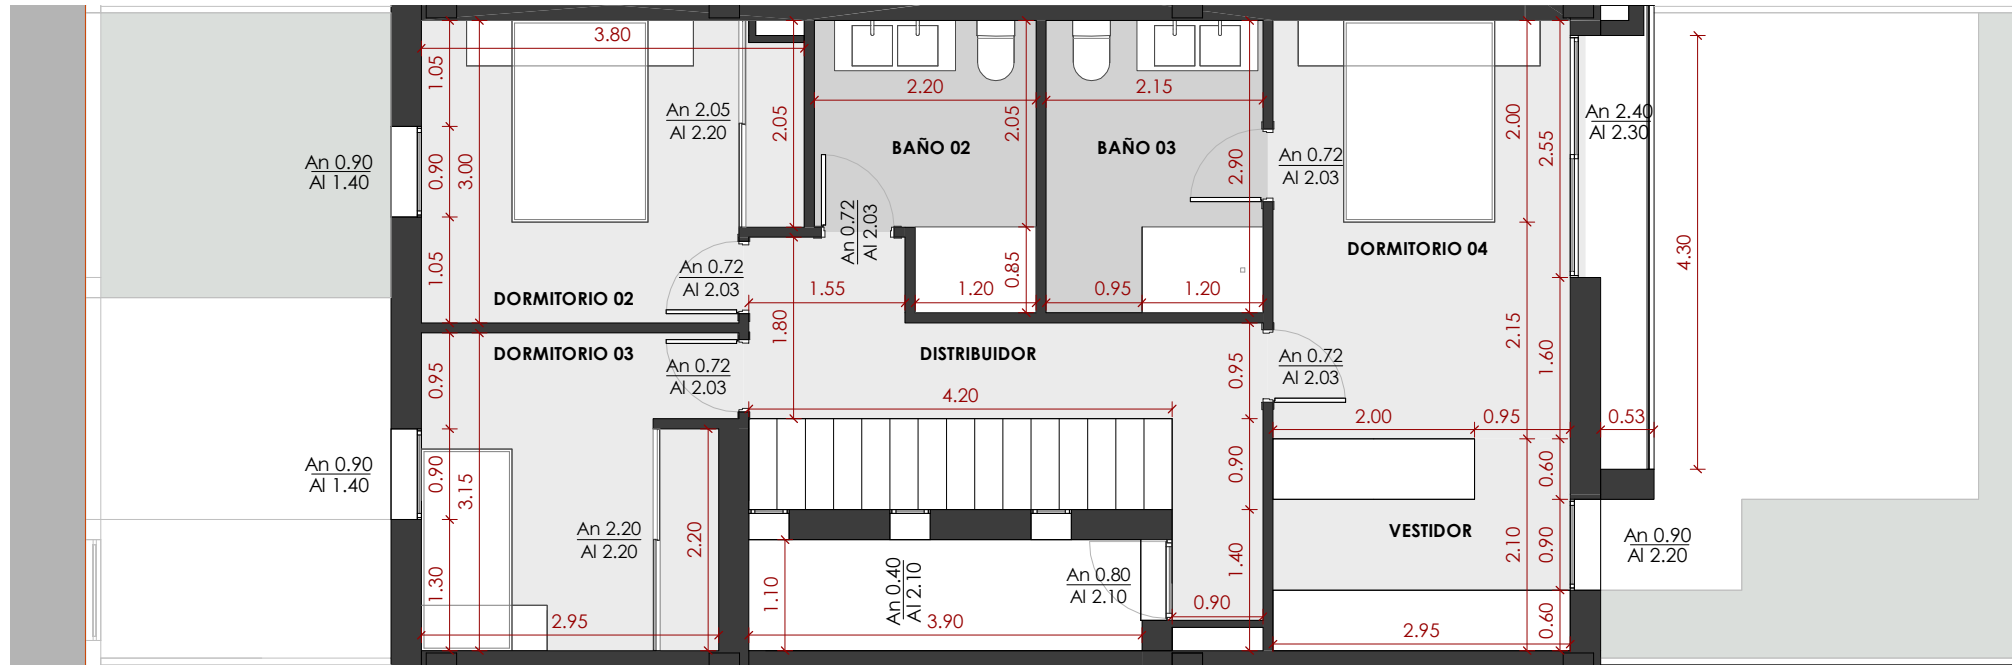 3.80
1.05
0.90
3.00
1.05
An 2.05
Al 2.20
2.05
An 0.90
Al 1.40
An 0.72
Al 2.03
DORMITORIO 02
2.20
2.05
BAÑO 02
An 0.72
Al 2.03
0.85
1.20
1.55
1.80
2.15
BAÑO 03
2.90
0.95
1.20
An 0.72
Al 2.03
2.00
2.55
An 2.40
Al 2.30
DORMITORIO 04
4.30
2.15
1.60
DORMITORIO 03
0.95
An 0.72
Al 2.03
DISTRIBUIDOR
4.20
0.95
An 0.72
Al 2.03
2.00
0.95
0.53
An 0.90
Al 1.40
0.90
3.15
1.30
An 2.20
Al 2.20
2.20
2.95
0.90
1.40
1.10
An 0.40
Al 2.10
3.90
An 0.80
Al 2.10
0.90
VESTIDOR
0.60
2.10
0.90
0.60
An 0.90
Al 2.20
2.95